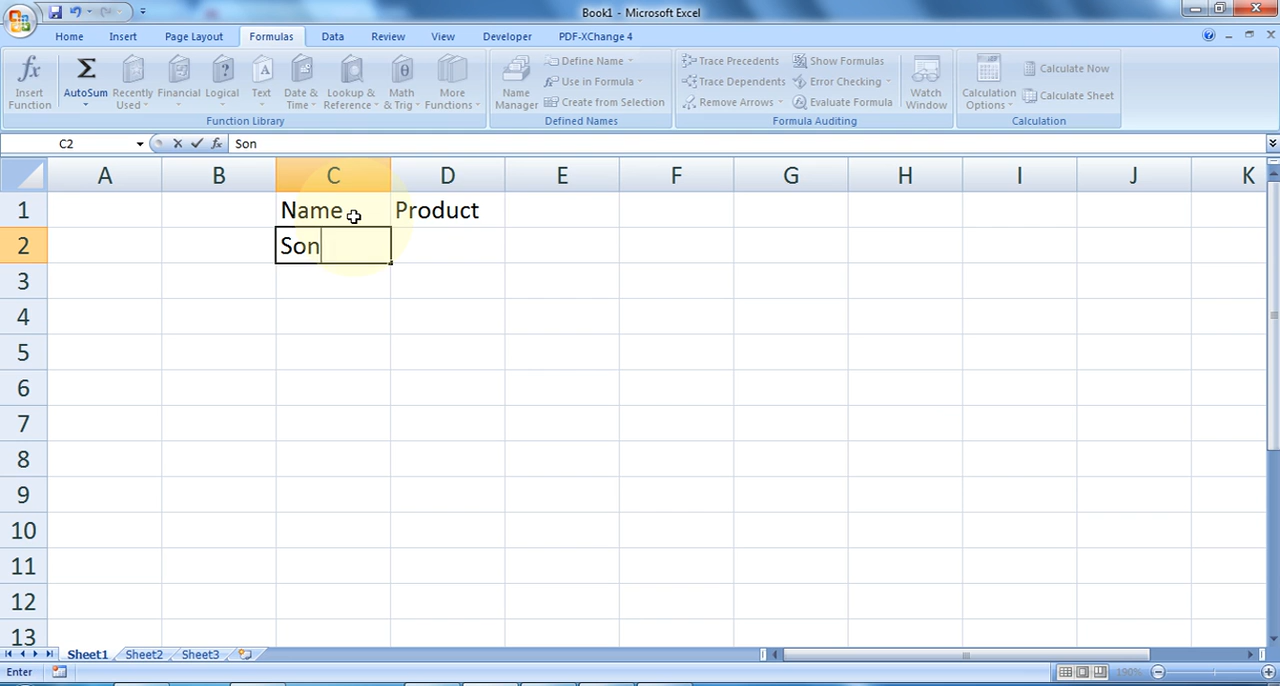 Book1 - Microsoft Excel
Home Insert Page Layout Formulas Data Review View Developer PDF-XChange 4
fx Σ ? A θ Define Name Trace Precedents Show Formulas
Use in Formula Trace Dependents Error Checking Calculate Now
Insert Function AutoSum Recently Used Financial Logical Text Date & Time Lookup & Reference Math & Trig More Functions Name Manager Create from Selection Remove Arrows Evaluate Formula Watch Window Calculation Options Calculate Sheet
Function Library Defined Names Formula Auditing Calculation
C2 fx Son
A B C D E F G H I J K
1 Name Product
2 Son
3
4
5
6
7
8
9
10
11
12
13
Sheet1 Sheet2 Sheet3
Enter 190%